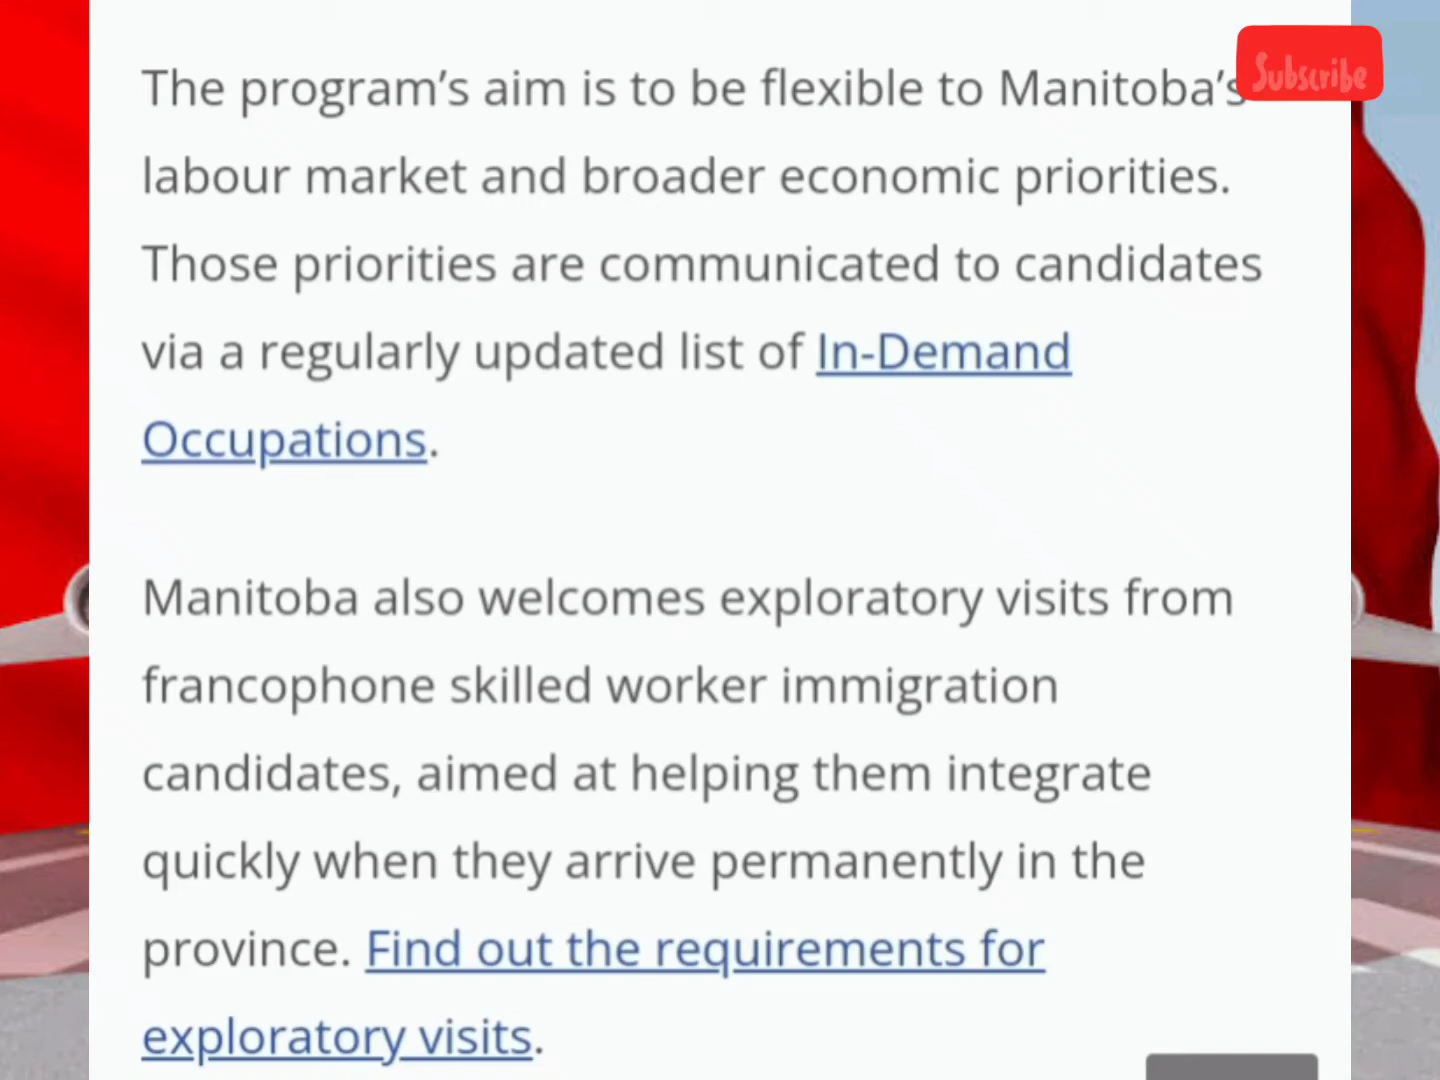 The program’s aim is to be flexible to Manitoba’s
Subscribe
labour market and broader economic priorities.
Those priorities are communicated to candidates
via a regularly updated list of In-Demand
Occupations.
Manitoba also welcomes exploratory visits from
francophone skilled worker immigration
candidates, aimed at helping them integrate
quickly when they arrive permanently in the
province. Find out the requirements for
exploratory visits.